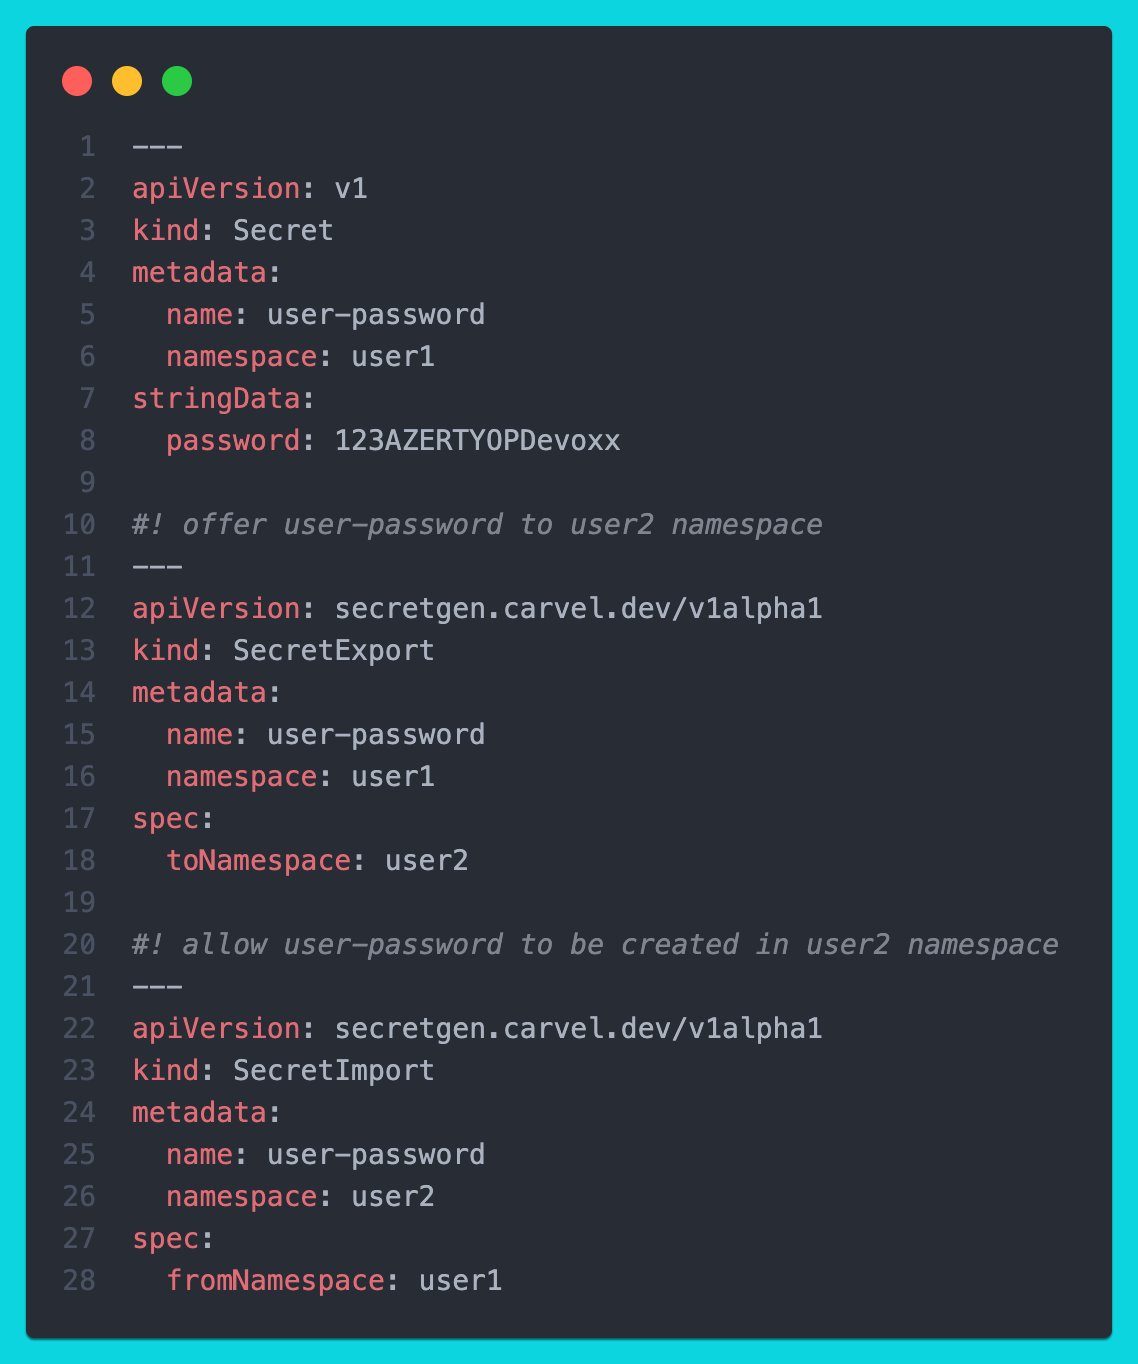 1 ---
2 apiVersion: v1
3 kind: Secret
4 metadata:
5   name: user-password
6   namespace: user1
7 stringData:
8   password: 123AZERTYOPDevoxx
9
10 #! offer user-password to user2 namespace
11 ---
12 apiVersion: secretgen.carvel.dev/v1alpha1
13 kind: SecretExport
14 metadata:
15   name: user-password
16   namespace: user1
17 spec:
18   toNamespace: user2
19
20 #! allow user-password to be created in user2 namespace
21 ---
22 apiVersion: secretgen.carvel.dev/v1alpha1
23 kind: SecretImport
24 metadata:
25   name: user-password
26   namespace: user2
27 spec:
28   fromNamespace: user1